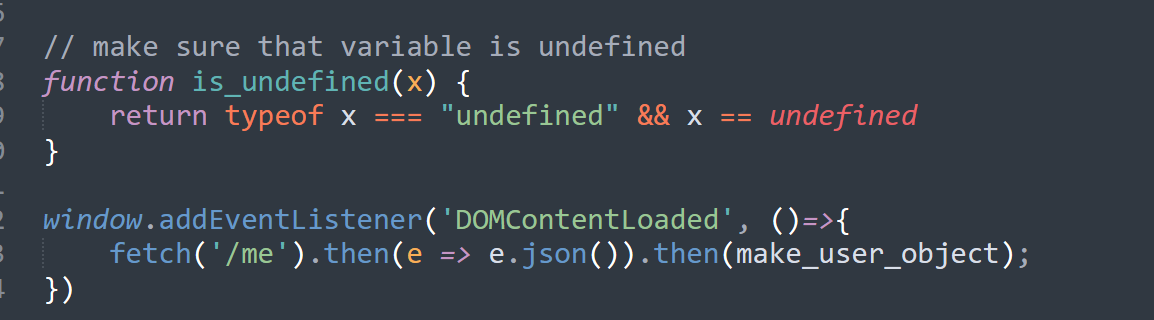 // make sure that variable is undefined
function is_undefined(x) {
    return typeof x === "undefined" && x == undefined
}
window.addEventListener('DOMContentLoaded', ()=>{
    fetch('/me').then(e => e.json()).then(make_user_object);
})